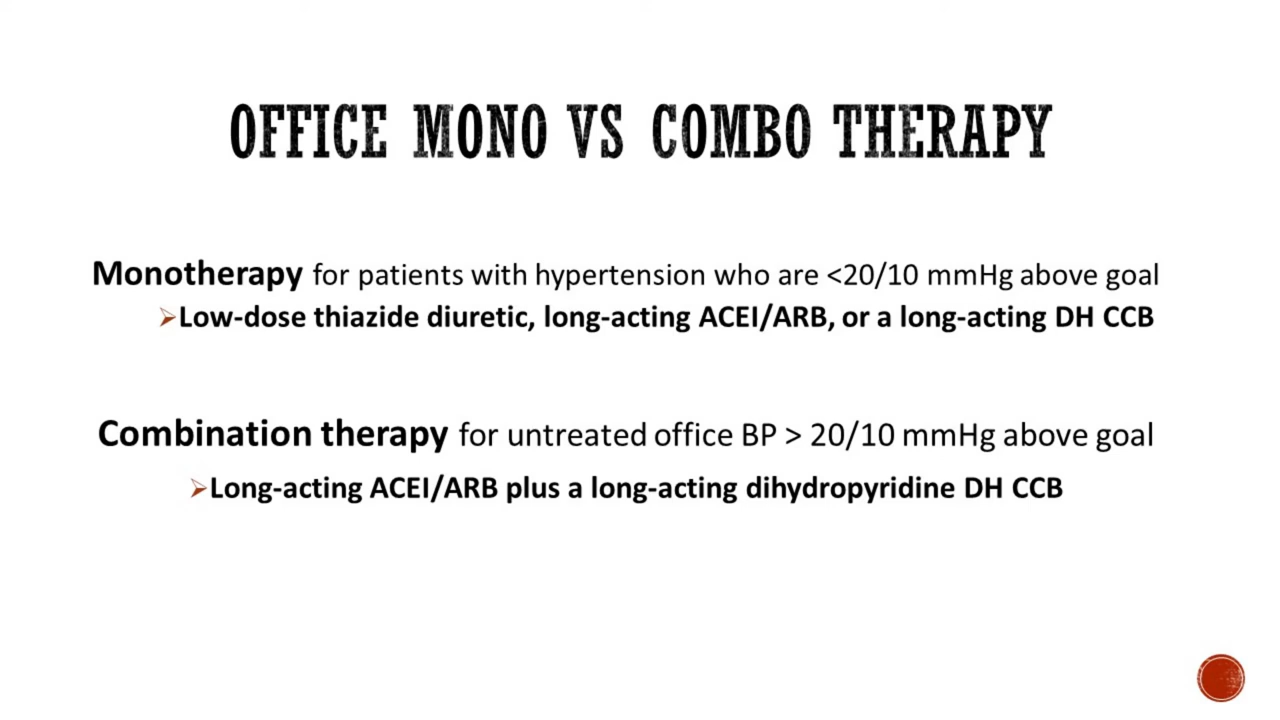 OFFICE MONO VS COMBO THERAPY
Monotherapy for patients with hypertension who are <20/10 mmHg above goal
➢Low-dose thiazide diuretic, long-acting ACEI/ARB, or a long-acting DH CCB
Combination therapy for untreated office BP > 20/10 mmHg above goal
➢Long-acting ACEI/ARB plus a long-acting dihydropyridine DH CCB